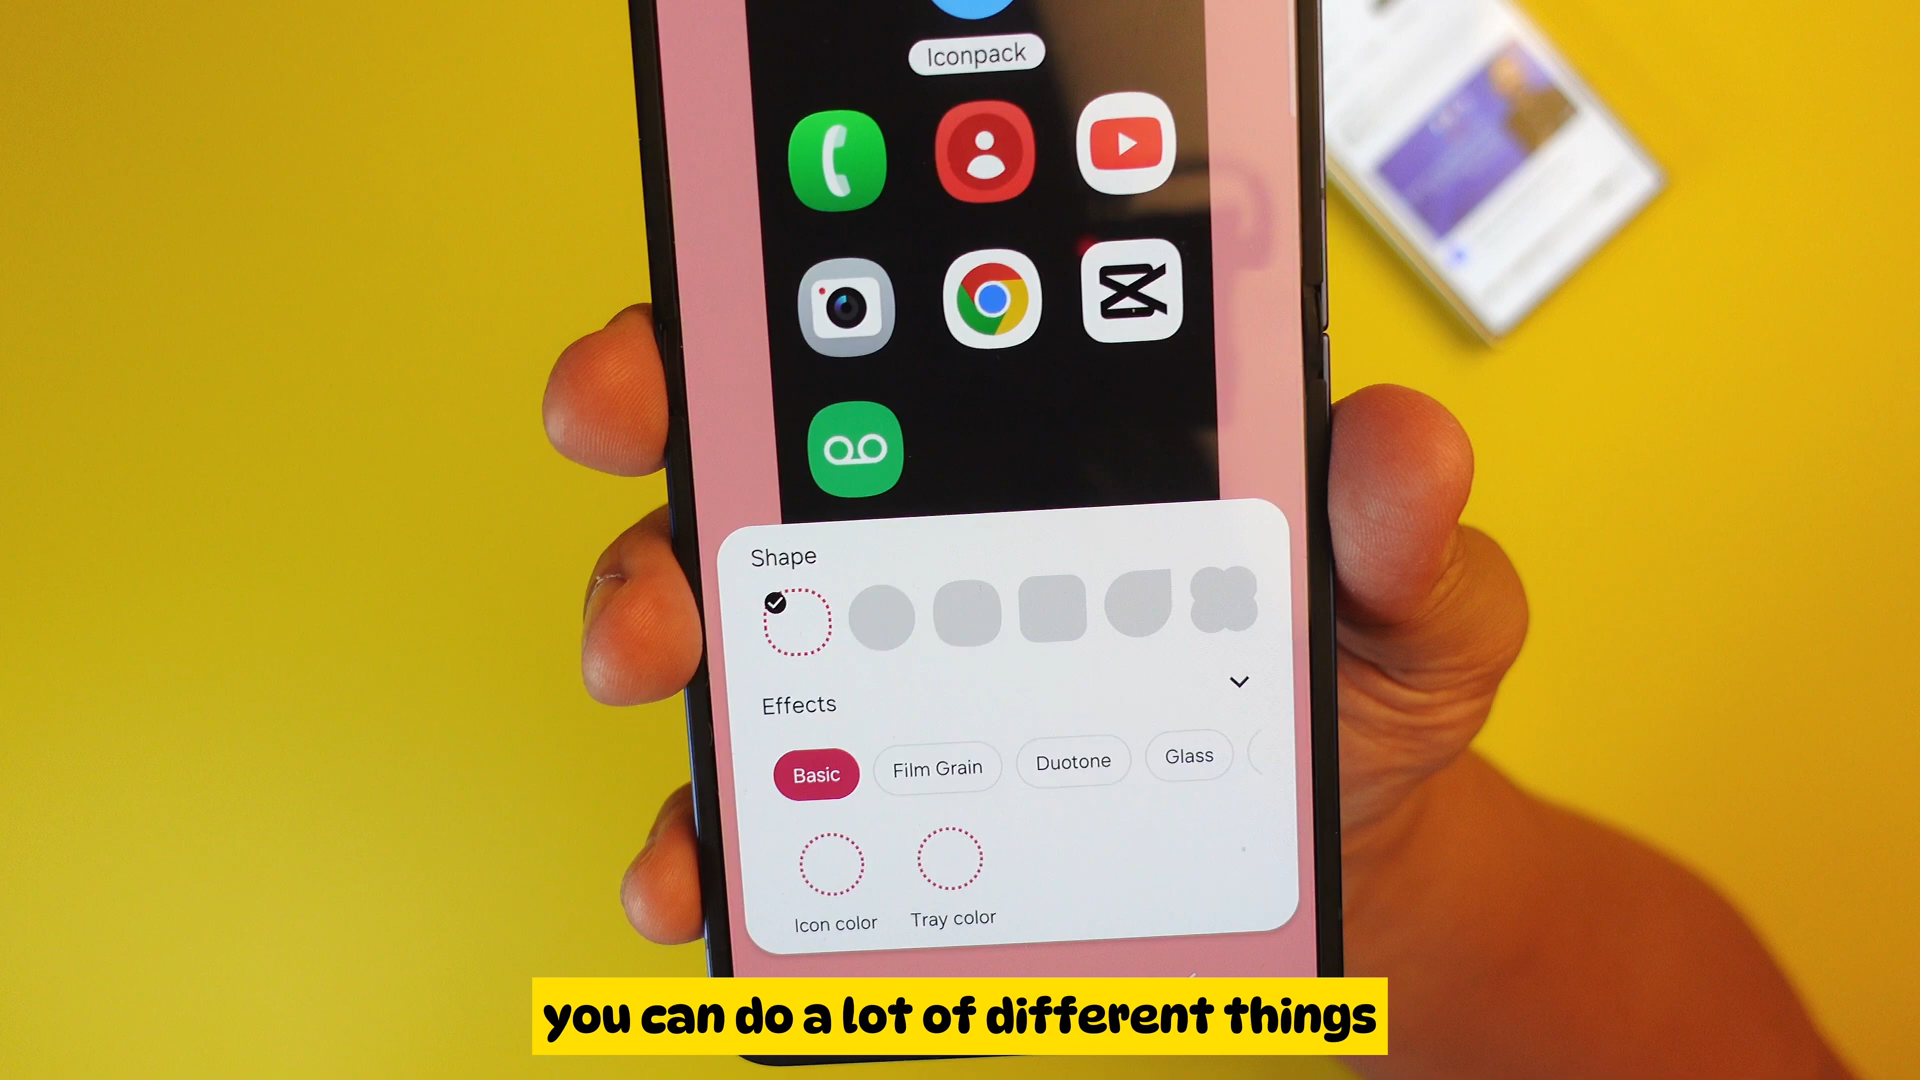 Iconpack
Shape
Effects
Basic
Film Grain
Duotone
Glass
Icon color
Tray color
you can do a lot of different things